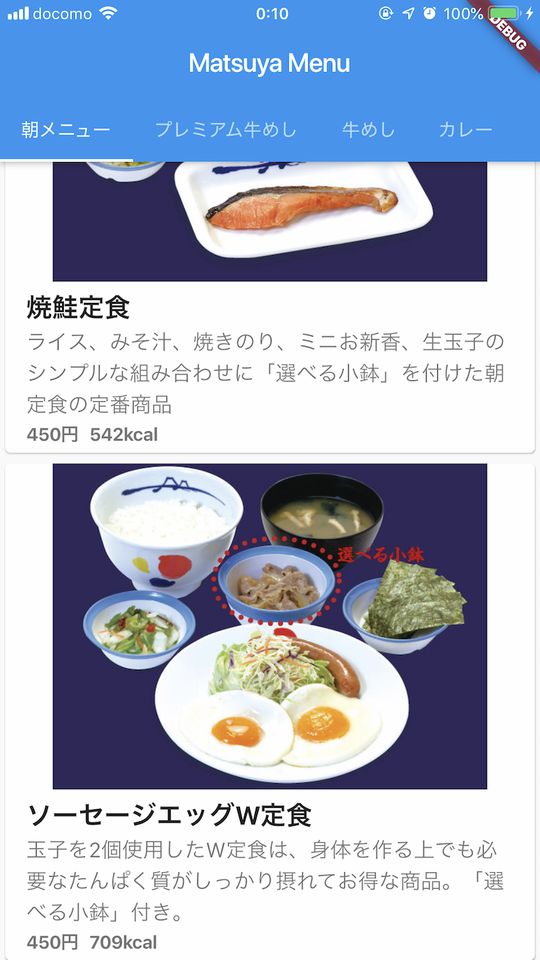 docomo 0:10 100%
DEBUG
Matsuya Menu
朝メニュー プレミアム牛めし 牛めし カレー
焼鮭定食
ライス、みそ汁、焼きのり、ミニお新香、生玉子の
シンプルな組み合わせに「選べる小鉢」を付けた朝
定食の定番商品
450円 542kcal
選べる小鉢
ソーセージエッグW定食
玉子を2個使用したW定食は、身体を作る上でも必
要なたんぱく質がしっかり摂れてお得な商品。「選
べる小鉢」付き。
450円 709kcal